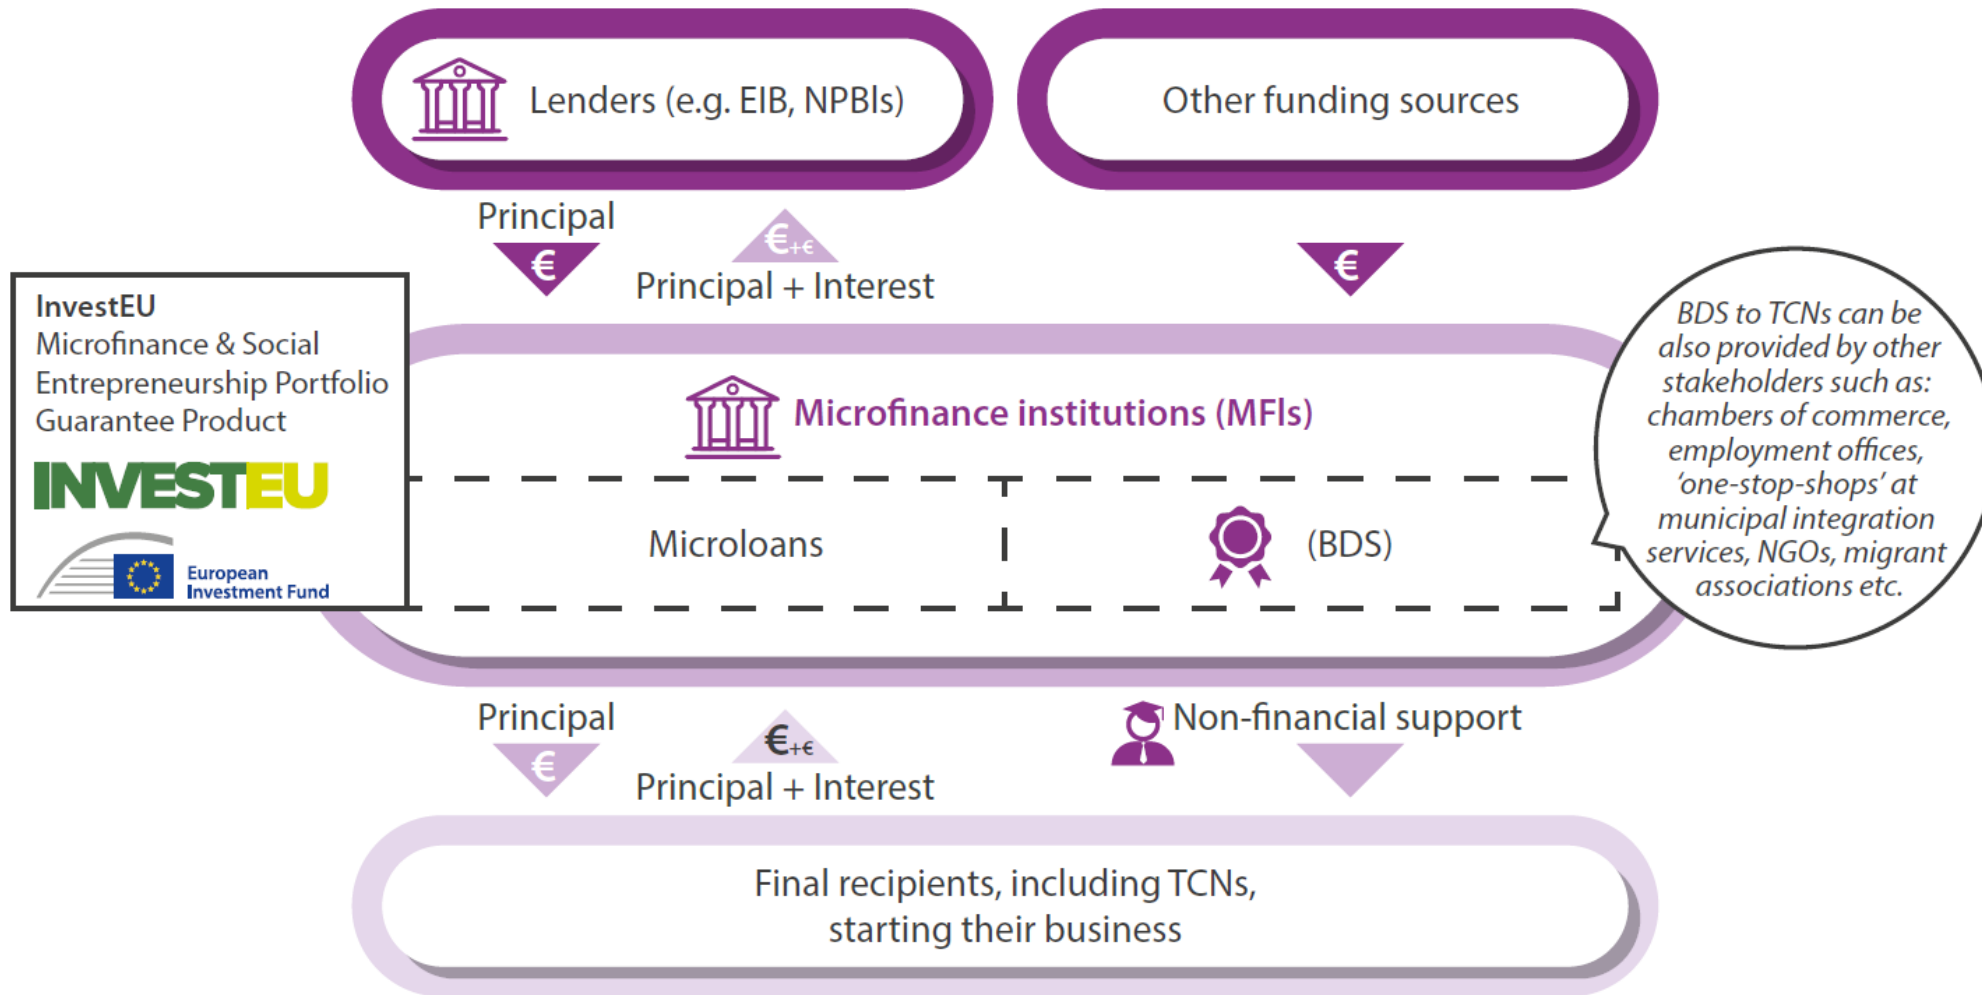 Lenders (e.g. EIB, NPBIs)
Other funding sources
Principal
€
€+€
Principal + Interest
€
InvestEU
Microfinance & Social
Entrepreneurship Portfolio
Guarantee Product
INVESTEU
European
Investment Fund
Microfinance institutions (MFIs)
Microloans
(BDS)
BDS to TCNs can be
also provided by other
stakeholders such as:
chambers of commerce,
employment offices,
‘one-stop-shops’ at
municipal integration
services, NGOs, migrant
associations etc.
Principal
€
€+€
Principal + Interest
Non-financial support
Final recipients, including TCNs,
starting their business